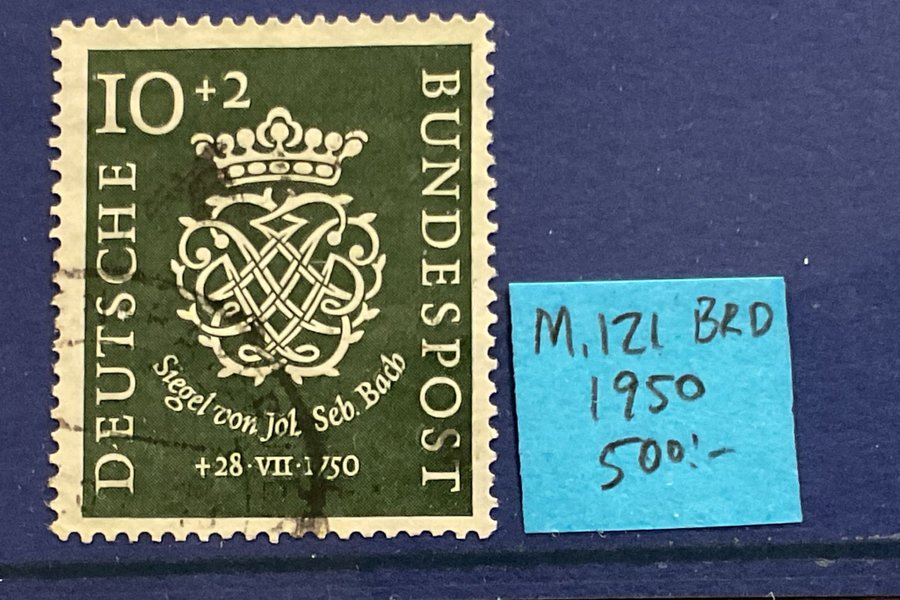 10+2
DEUTSCHE
BUNDESPOST
Siegel von Joh. Seb. Bach
+28·VII·1750
M.121 BRD
1950
500:-